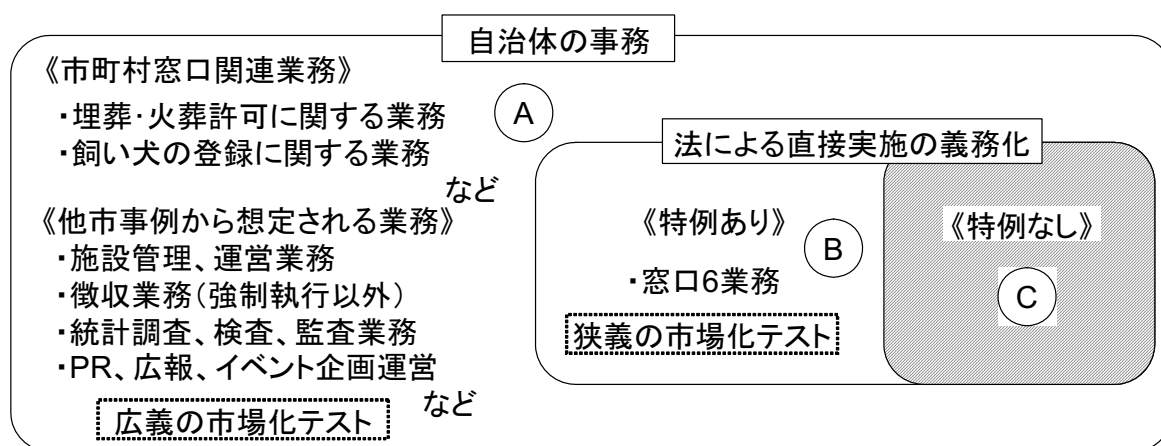 自治体の事務
《市町村窓口関連業務》
・埋葬・火葬許可に関する業務
・飼い犬の登録に関する業務
など
A
《他市事例から想定される業務》
・施設管理、運営業務
・徴収業務(強制執行以外)
・統計調査、検査、監査業務
・PR、広報、イベント企画運営
など
広義の市場化テスト
法による直接実施の義務化
《特例あり》
B
・窓口6業務
狭義の市場化テスト
《特例なし》
C